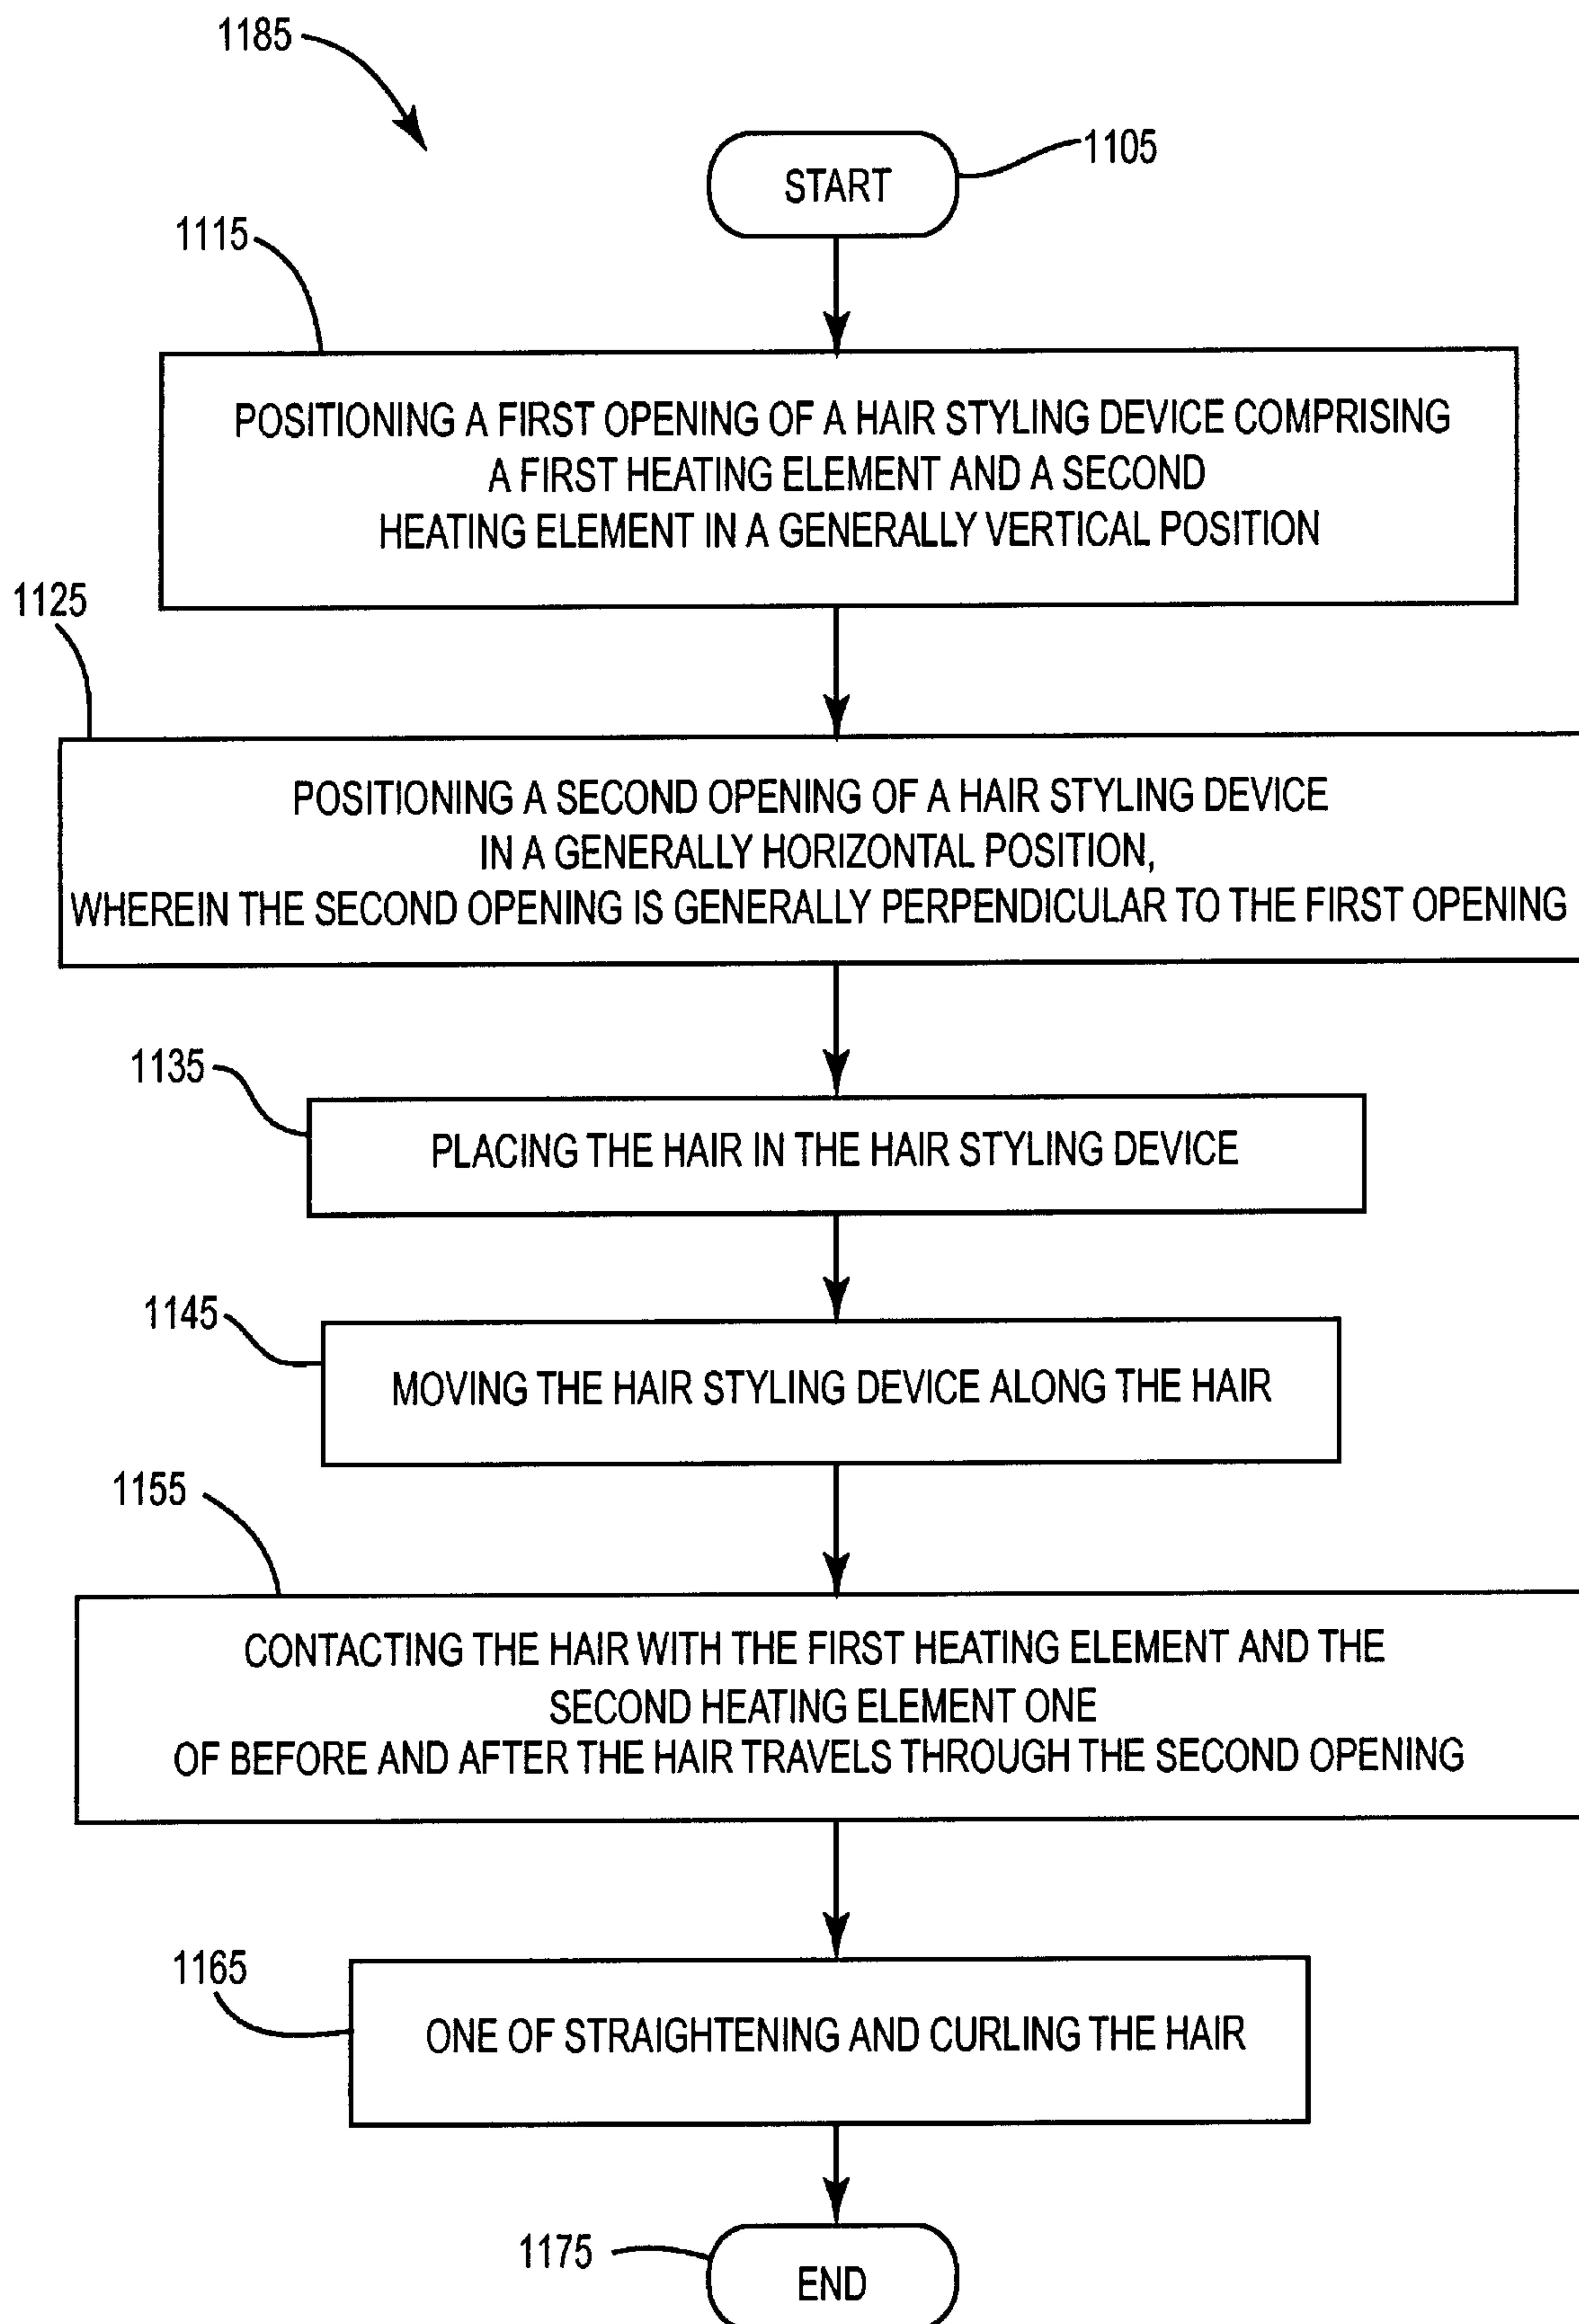 1185
START
1105
1115
POSITIONING A FIRST OPENING OF A HAIR STYLING DEVICE COMPRISING
A FIRST HEATING ELEMENT AND A SECOND
HEATING ELEMENT IN A GENERALLY VERTICAL POSITION
1125
POSITIONING A SECOND OPENING OF A HAIR STYLING DEVICE
IN A GENERALLY HORIZONTAL POSITION,
WHEREIN THE SECOND OPENING IS GENERALLY PERPENDICULAR TO THE FIRST OPENING
1135
PLACING THE HAIR IN THE HAIR STYLING DEVICE
1145
MOVING THE HAIR STYLING DEVICE ALONG THE HAIR
1155
CONTACTING THE HAIR WITH THE FIRST HEATING ELEMENT AND THE
SECOND HEATING ELEMENT ONE
OF BEFORE AND AFTER THE HAIR TRAVELS THROUGH THE SECOND OPENING
1165
ONE OF STRAIGHTENING AND CURLING THE HAIR
1175
END